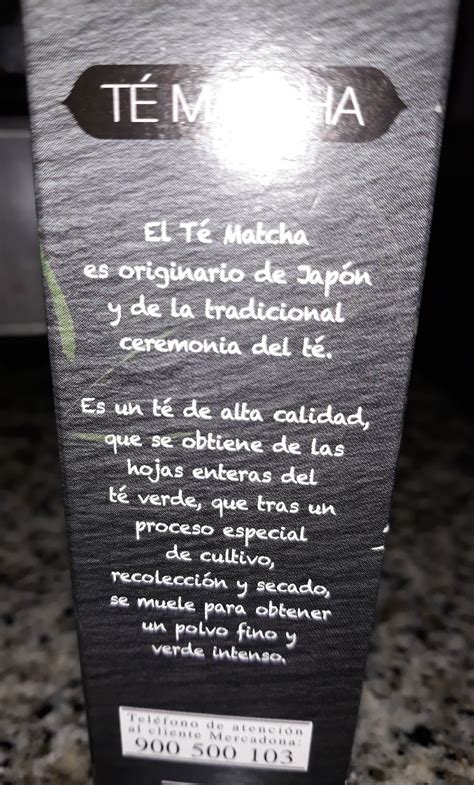 TÉ MATCHA
El Té Matcha
es originario de Japón
y de la tradicional
ceremonia del té.
Es un té de alta calidad,
que se obtiene de las
hojas enteras del
té verde, que tras un
proceso especial
de cultivo,
recolección y secado,
se muele para obtener
un polvo fino y
verde intenso.
Teléfono de atención
al cliente Mercadona:
900 500 103